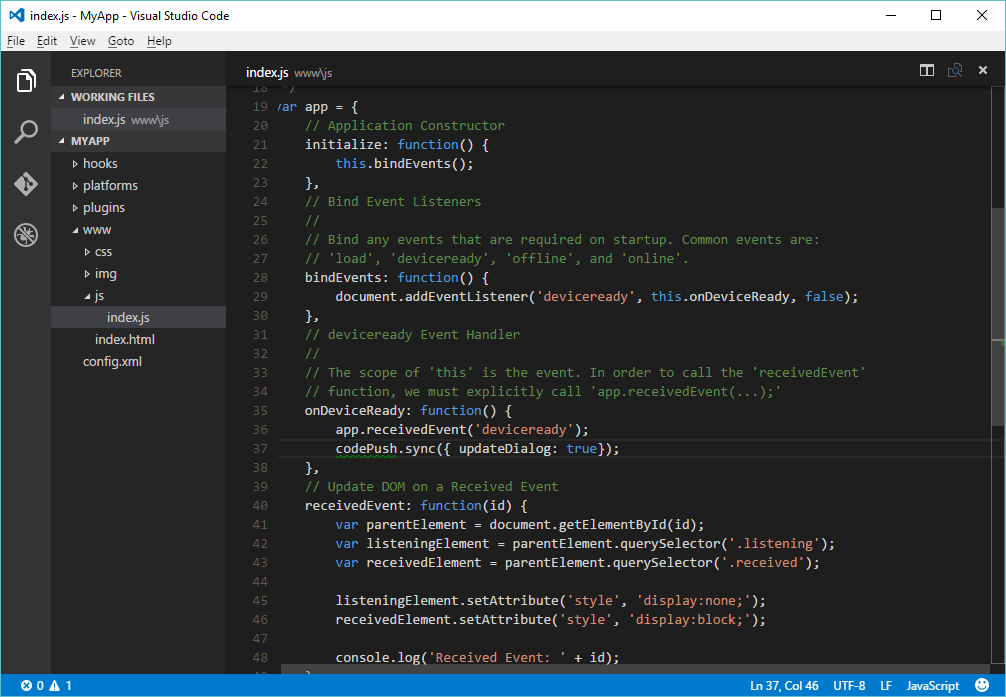 index.js - MyApp - Visual Studio Code
File Edit View Goto Help
EXPLORER
WORKING FILES
index.js www\js
MYAPP
hooks
platforms
plugins
www
css
img
js
index.js
index.html
config.xml
index.js www\js
18 */
19 var app = {
20 // Application Constructor
21 initialize: function() {
22 this.bindEvents();
23 },
24 // Bind Event Listeners
25 //
26 // Bind any events that are required on startup. Common events are:
27 // 'load', 'deviceready', 'offline', and 'online'.
28 bindEvents: function() {
29 document.addEventListener('deviceready', this.onDeviceReady, false);
30 },
31 // deviceready Event Handler
32 //
33 // The scope of 'this' is the event. In order to call the 'receivedEvent'
34 // function, we must explicitly call 'app.receivedEvent(...);'
35 onDeviceReady: function() {
36 app.receivedEvent('deviceready');
37 codePush.sync({ updateDialog: true});
38 },
39 // Update DOM on a Received Event
40 receivedEvent: function(id) {
41 var parentElement = document.getElementById(id);
42 var listeningElement = parentElement.querySelector('.listening');
43 var receivedElement = parentElement.querySelector('.received');
44
45 listeningElement.setAttribute('style', 'display:none;');
46 receivedElement.setAttribute('style', 'display:block;');
47
48 console.log('Received Event: ' + id);
0 1 Ln 37, Col 46 UTF-8 LF JavaScript